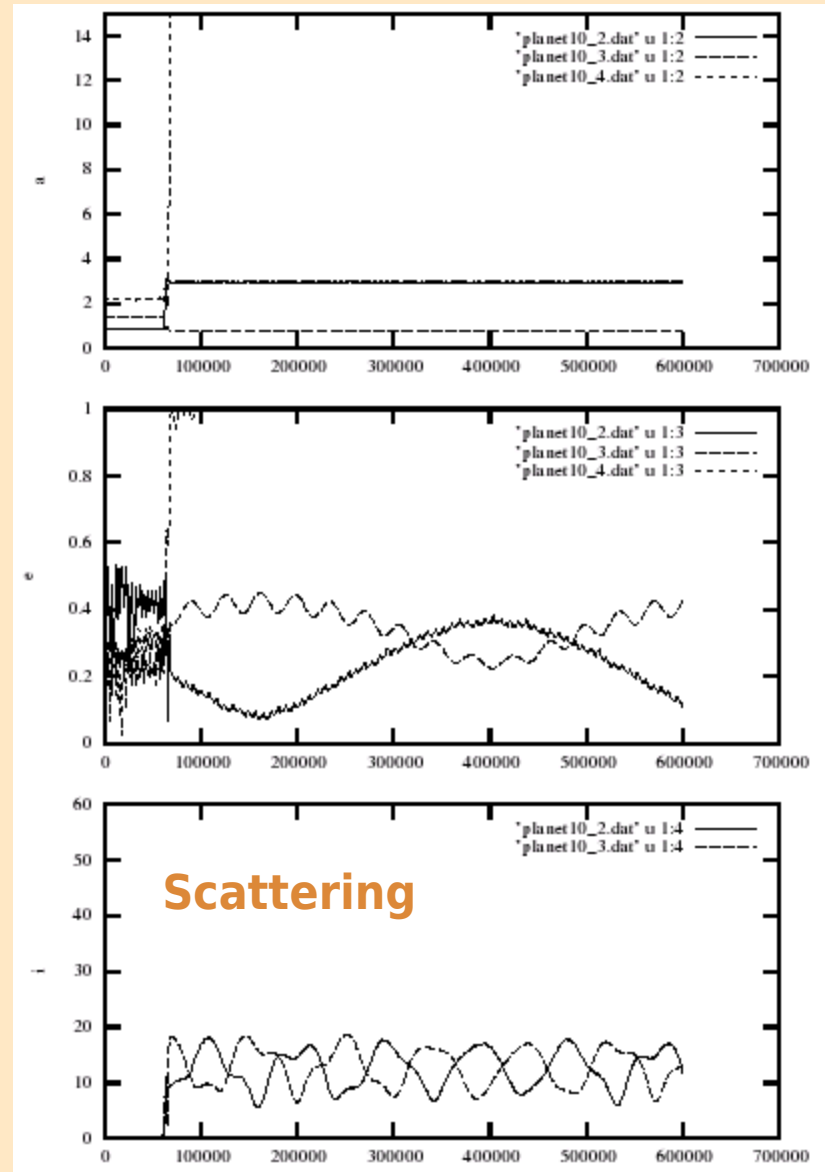 14
"planet10_2.dat" u 1:2
"planet10_3.dat" u 1:2
12
"planet10_4.dat" u 1:2
10
8
a
6
4
2
0
0 100000 200000 300000 400000 500000 600000 700000
1
"planet10_2.dat" u 1:3
"planet10_3.dat" u 1:3
"planet10_4.dat" u 1:3
0.8
0.6
e
0.4
0.2
0
0 100000 200000 300000 400000 500000 600000 700000
60
"planet10_2.dat" u 1:4
"planet10_3.dat" u 1:4
50
Scattering
40
30
i
20
10
0
0 100000 200000 300000 400000 500000 600000 700000